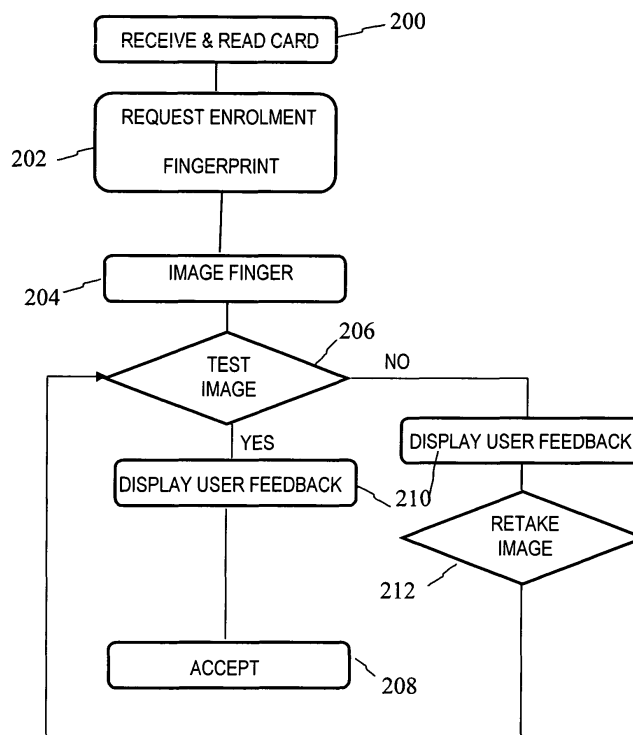 RECEIVE & READ CARD
200
REQUEST ENROLMENT
FINGERPRINT
202
IMAGE FINGER
204
206
TEST
IMAGE
NO
YES
DISPLAY USER FEEDBACK
DISPLAY USER FEEDBACK
210
RETAKE
IMAGE
212
ACCEPT
208